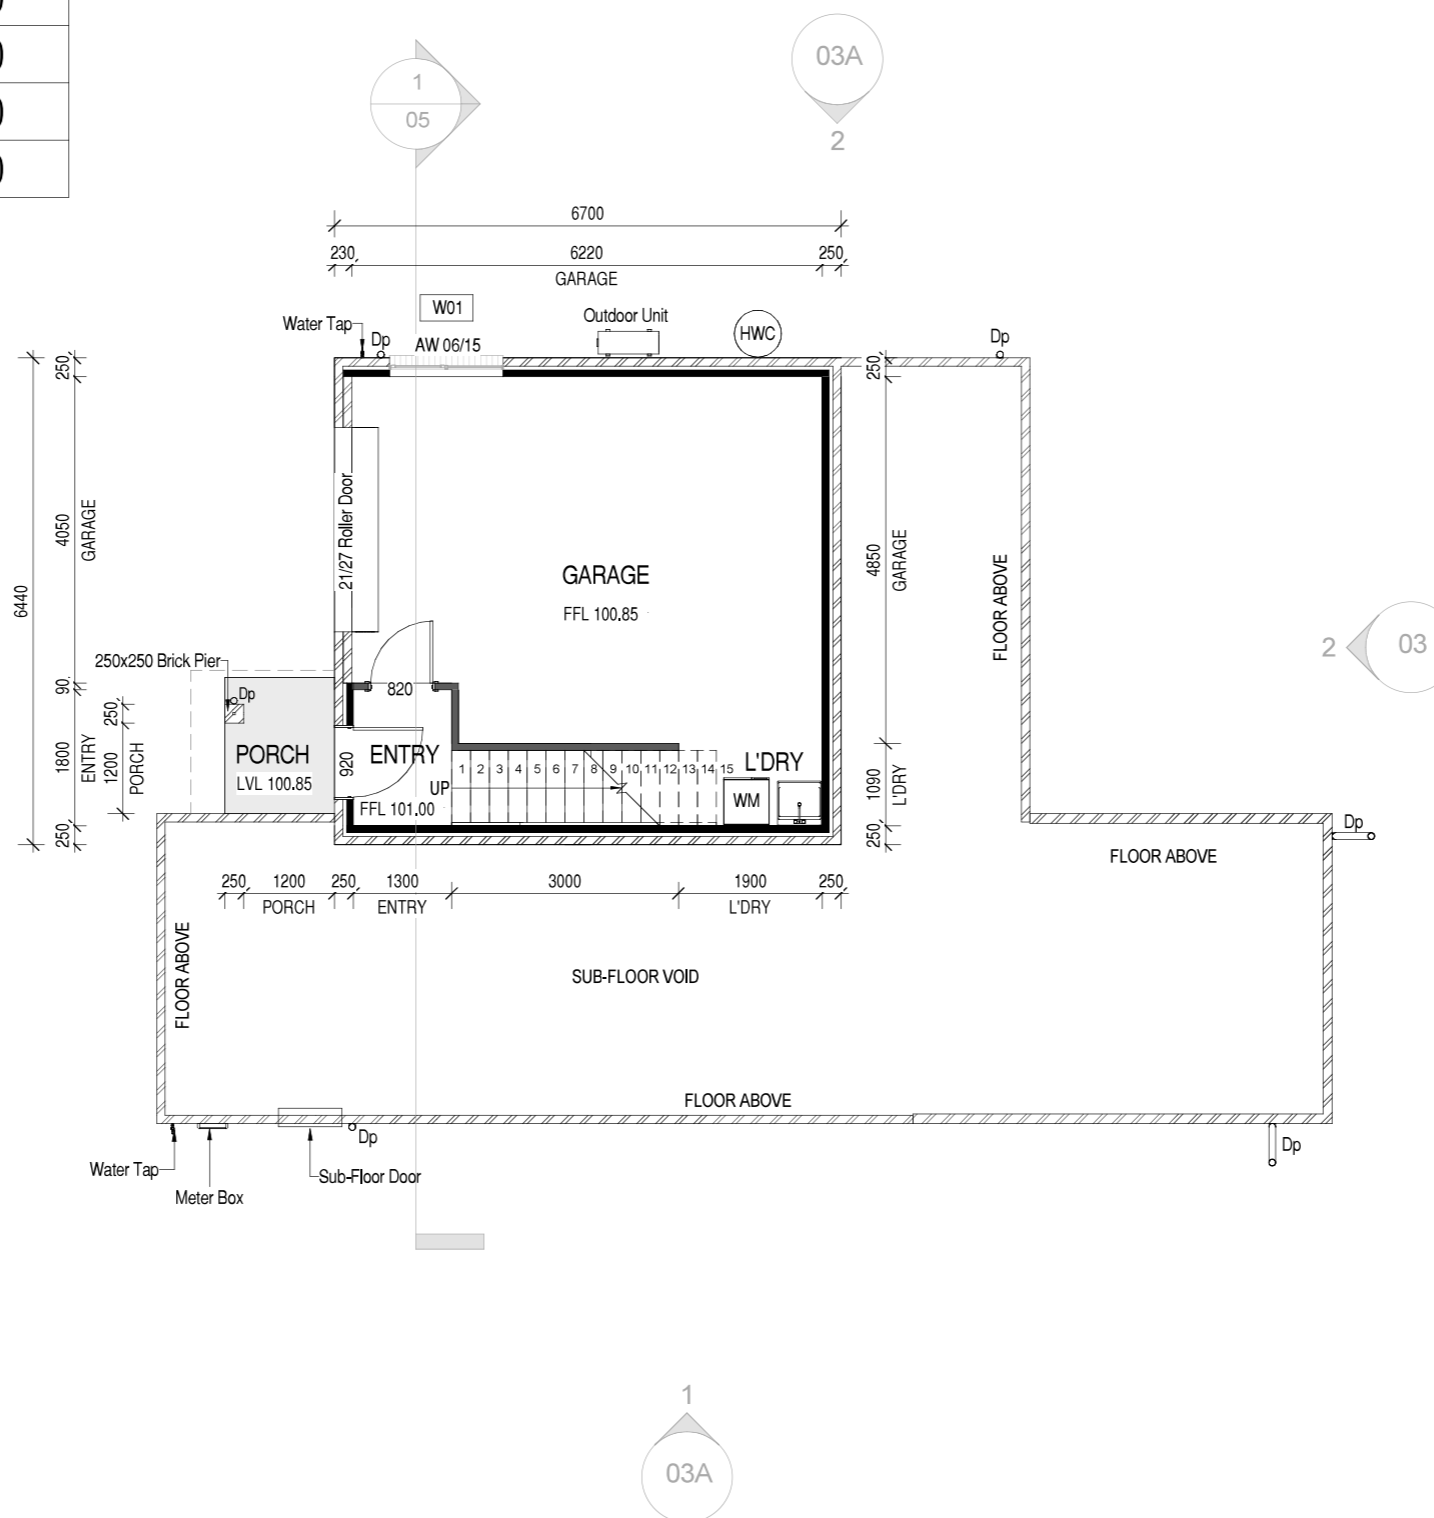 1
05
03A
2
6700
230
6220
250
GARAGE
W01
Water Tap
Dp
AW 06/15
Outdoor Unit
HWC
Dp
250
250
6440
4050
GARAGE
21/27 Roller Door
GARAGE
FFL 100.85
4850
GARAGE
FLOOR ABOVE
2
03
250x250 Brick Pier
Dp
90
820
250
1800
ENTRY
1200
PORCH
PORCH
LVL 100.85
920
ENTRY
UP
FFL 101.00
1 2 3 4 5 6 7 8 9 10 11 12 13 14 15
L'DRY
WM
1090
L'DRY
250
250
Dp
FLOOR ABOVE
250 1200 250 1300 3000 1900 250
PORCH ENTRY L'DRY
FLOOR ABOVE
SUB-FLOOR VOID
FLOOR ABOVE
Dp
Dp
Water Tap
Sub-Floor Door
Meter Box
1
03A